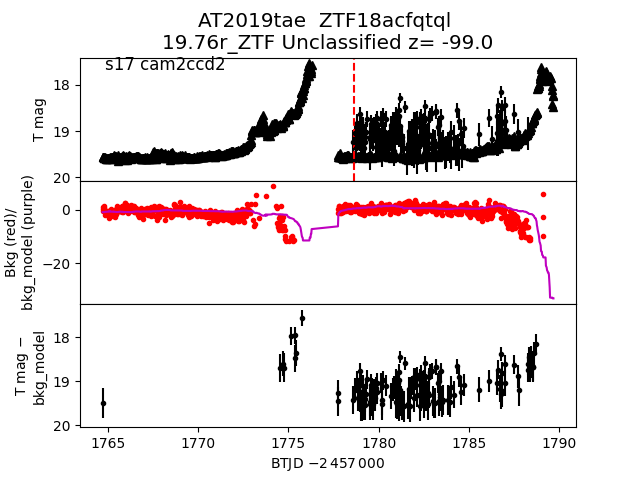 AT2019tae  ZTF18acfqtql
19.76r_ZTF Unclassified z= -99.0
s17 cam2ccd2
18
19
20
T mag
0
−20
Bkg (red)/
bkg_model (purple)
18
19
20
T mag −
bkg_model
1765 1770 1775 1780 1785 1790
BTJD −2 457 000